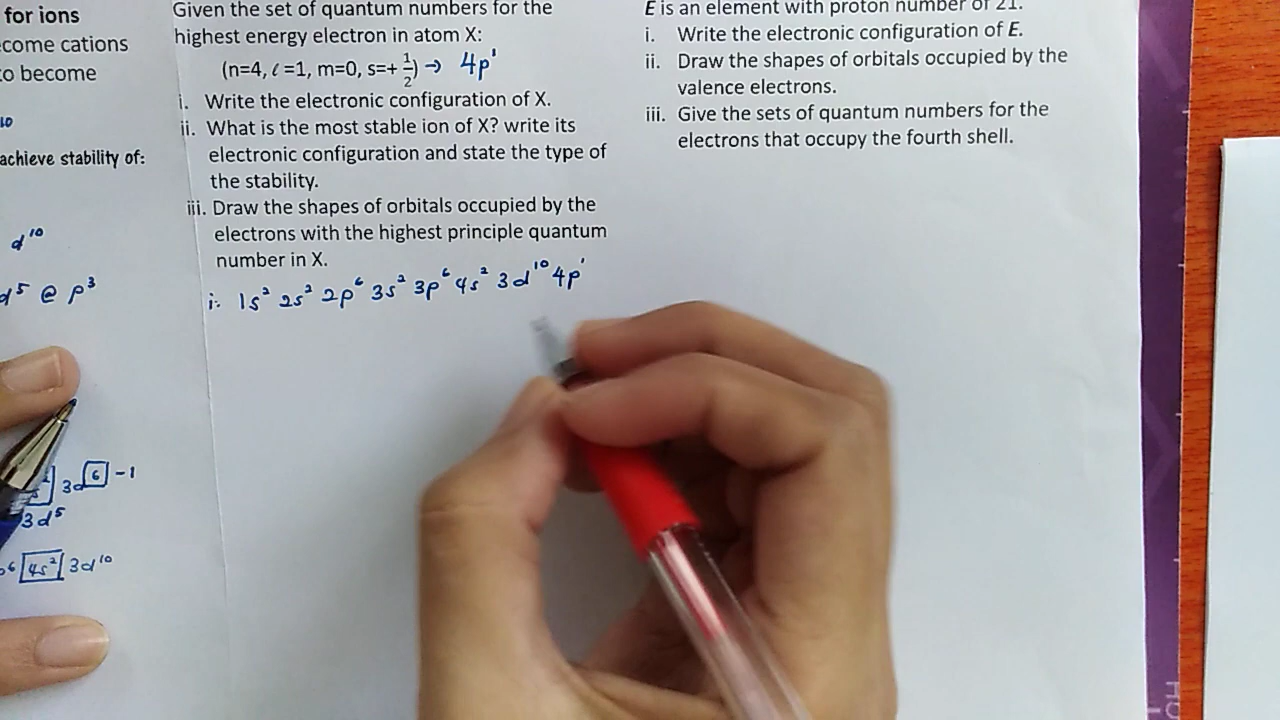 for ions
come cations
to become
10
achieve stability of:
d¹⁰
d⁵ @ p³
3d 6 -1
3d⁵
4s² 3d¹⁰
Given the set of quantum numbers for the
highest energy electron in atom X:
(n=4, ℓ =1, m=0, s=+ 1/2) → 4p¹
i. Write the electronic configuration of X.
ii. What is the most stable ion of X? write its
electronic configuration and state the type of
the stability.
iii. Draw the shapes of orbitals occupied by the
electrons with the highest principle quantum
number in X.
i. 1s² 2s² 2p⁶ 3s² 3p⁶ 4s² 3d¹⁰ 4p¹
E is an element with proton number of 21.
i. Write the electronic configuration of E.
ii. Draw the shapes of orbitals occupied by the
valence electrons.
iii. Give the sets of quantum numbers for the
electrons that occupy the fourth shell.